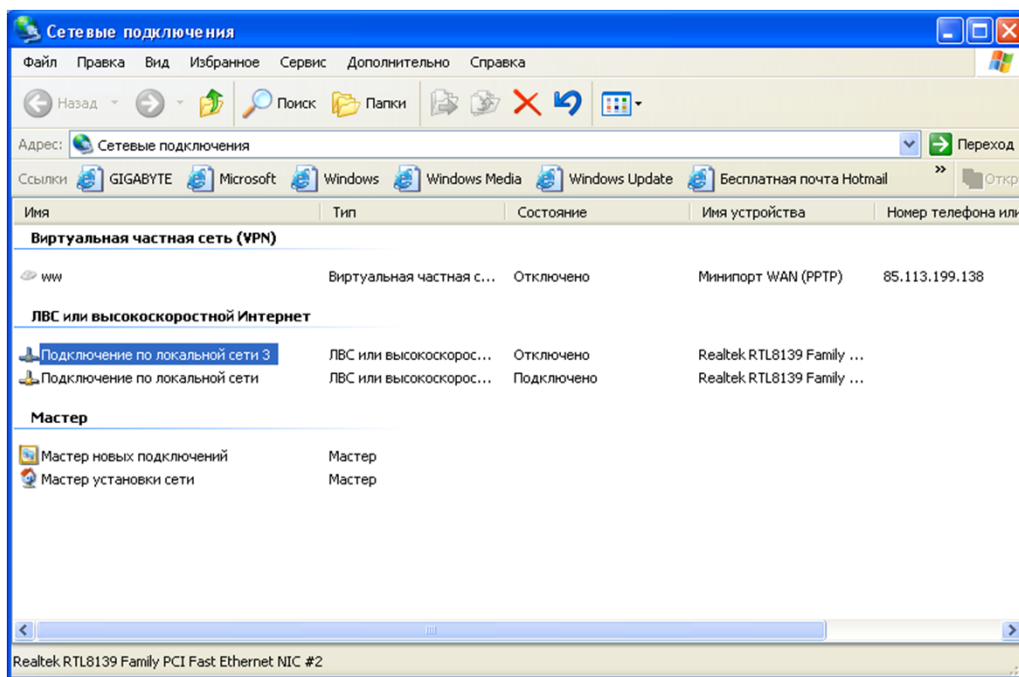 Сетевые подключения
Файл Правка Вид Избранное Сервис Дополнительно Справка
Назад Поиск Папки
Адрес: Сетевые подключения Переход
Ссылки GIGABYTE Microsoft Windows Windows Media Windows Update Бесплатная почта Hotmail » Откр
Имя Тип Состояние Имя устройства Номер телефона или
Виртуальная частная сеть (VPN)
ww Виртуальная частная с... Отключено Минипорт WAN (PPTP) 85.113.199.138
ЛВС или высокоскоростной Интернет
Подключение по локальной сети 3 ЛВС или высокоскорос... Отключено Realtek RTL8139 Family ...
Подключение по локальной сети ЛВС или высокоскорос... Подключено Realtek RTL8139 Family ...
Мастер
Мастер новых подключений Мастер
Мастер установки сети Мастер
Realtek RTL8139 Family PCI Fast Ethernet NIC #2